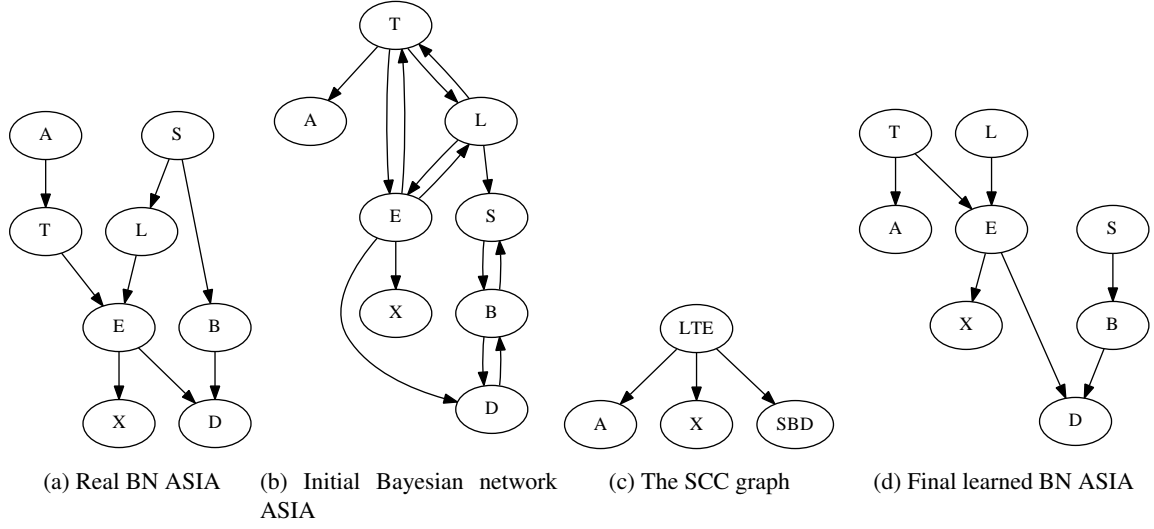 A
S
T
L
E
B
X
D
T
A
L
E
S
X
B
D
LTE
A
X
SBD
T
L
A
E
S
X
B
D
(a) Real BN ASIA
(b) Initial Bayesian network
ASIA
(c) The SCC graph
(d) Final learned BN ASIA